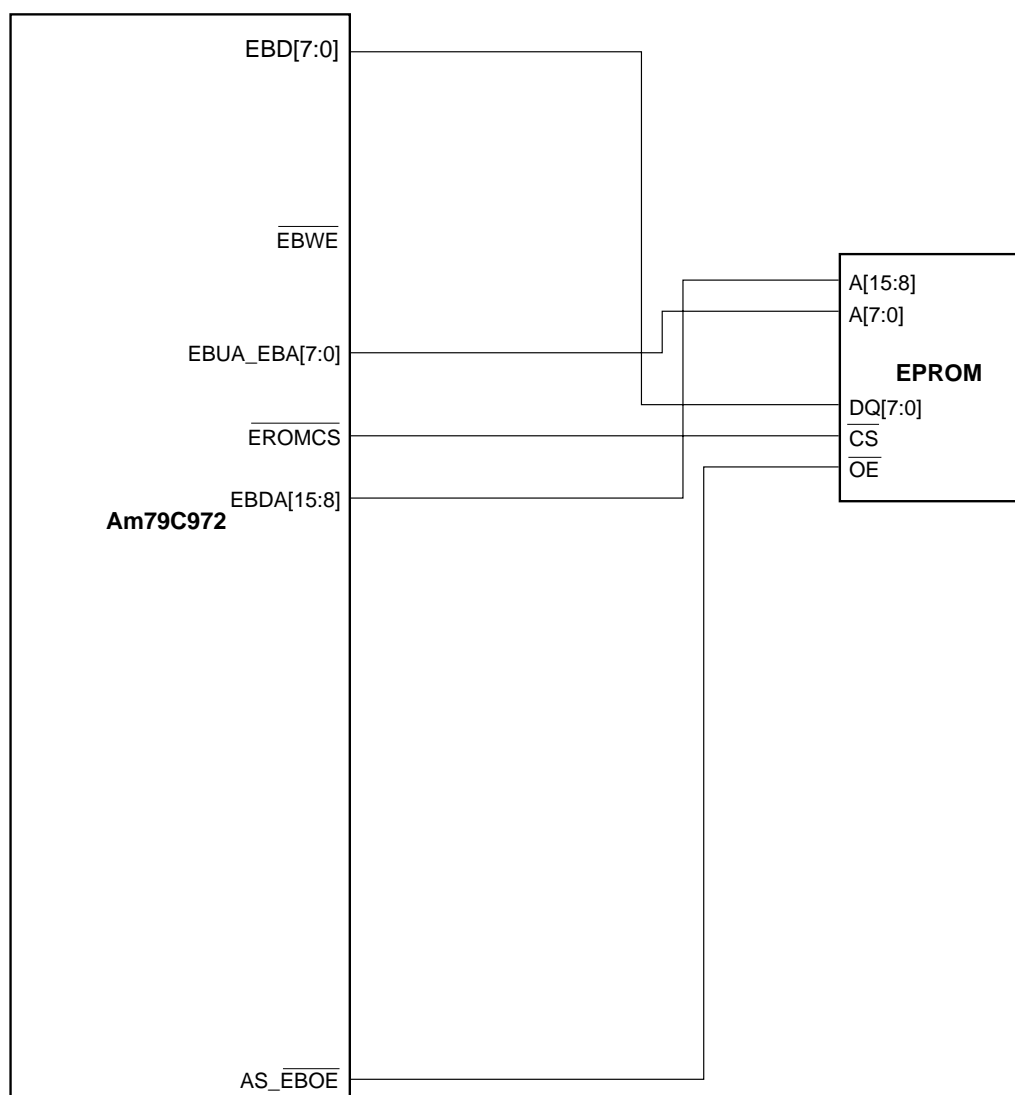 EBD[7:0]
EBWE
EBUA_EBA[7:0]
EROMCS
EBDA[15:8]
Am79C972
AS_EBOE
A[15:8]
A[7:0]
EPROM
DQ[7:0]
CS
OE